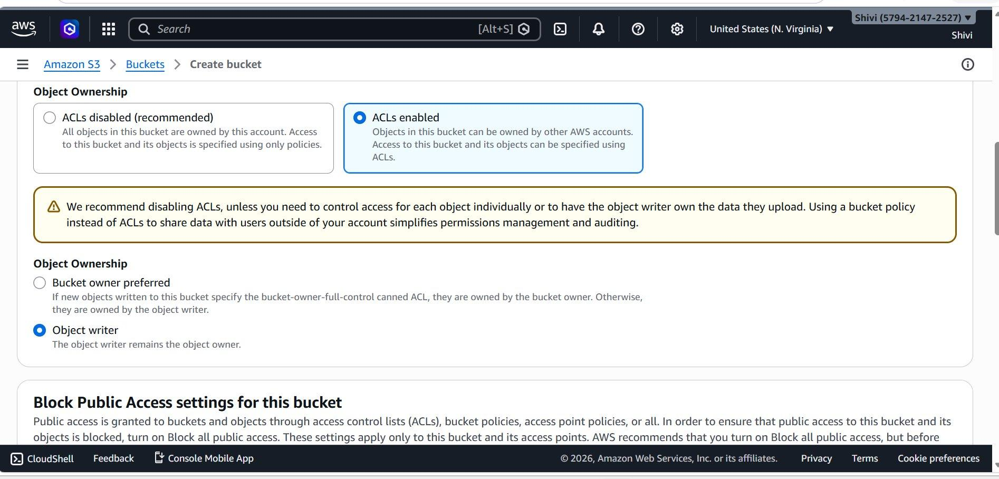 aws
Search [Alt+S]
United States (N. Virginia)
Shivi (5794-2147-2527)
Shivi
Amazon S3 Buckets Create bucket
Object Ownership
ACLs disabled (recommended)
All objects in this bucket are owned by this account. Access
to this bucket and its objects is specified using only policies.
ACLs enabled
Objects in this bucket can be owned by other AWS accounts.
Access to this bucket and its objects can be specified using
ACLs.
We recommend disabling ACLs, unless you need to control access for each object individually or to have the object writer own the data they upload. Using a bucket policy
instead of ACLs to share data with users outside of your account simplifies permissions management and auditing.
Object Ownership
Bucket owner preferred
If new objects written to this bucket specify the bucket-owner-full-control canned ACL, they are owned by the bucket owner. Otherwise,
they are owned by the object writer.
Object writer
The object writer remains the object owner.
Block Public Access settings for this bucket
Public access is granted to buckets and objects through access control lists (ACLs), bucket policies, access point policies, or all. In order to ensure that public access to this bucket and its
objects is blocked, turn on Block all public access. These settings apply only to this bucket and its access points. AWS recommends that you turn on Block all public access, but before
CloudShell Feedback Console Mobile App © 2026, Amazon Web Services, Inc. or its affiliates. Privacy Terms Cookie preferences